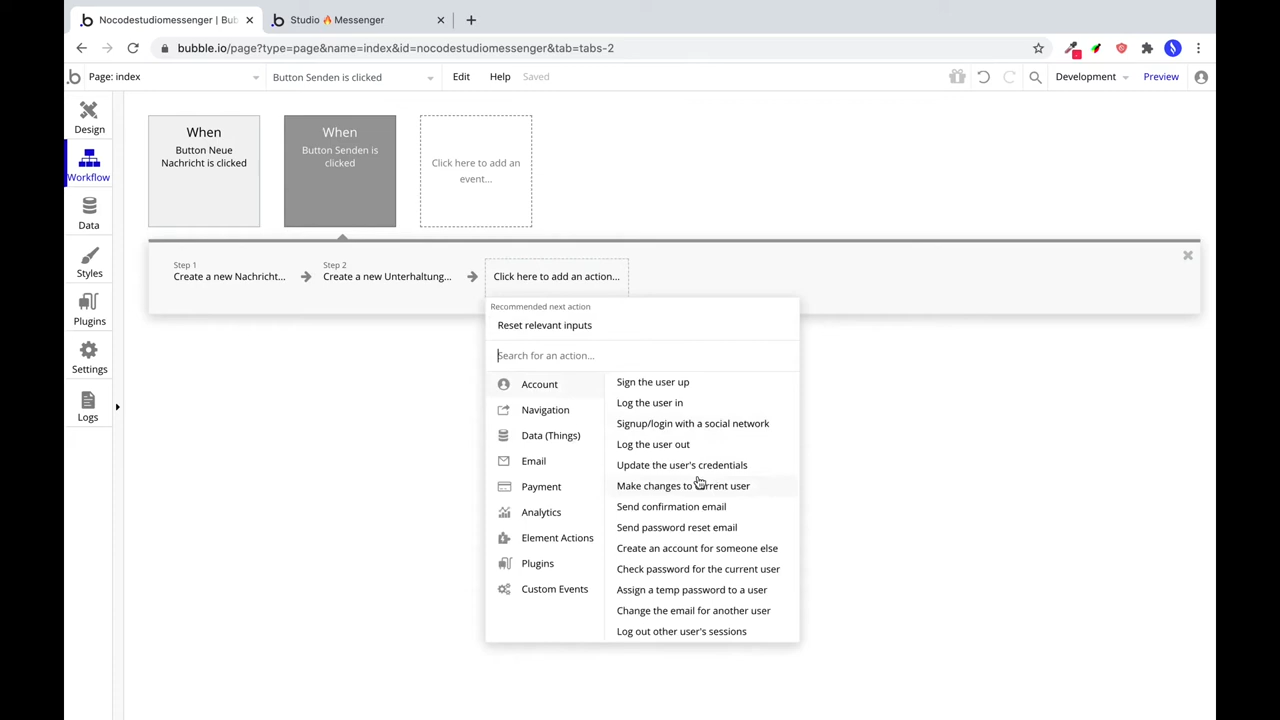 Nocodestudiomessenger | Bub
Studio 🔥 Messenger
bubble.io/page?type=page&name=index&id=nocodestudiomessenger&tab=tabs-2
Page: index
Button Senden is clicked
Edit
Help
Saved
Development
Preview
Design
Workflow
Data
Styles
Plugins
Settings
Logs
When
Button Neue
Nachricht is clicked
When
Button Senden is
clicked
Click here to add an
event...
Step 1
Create a new Nachricht...
Step 2
Create a new Unterhaltung...
Click here to add an action...
Recommended next action
Reset relevant inputs
Search for an action...
Account
Navigation
Data (Things)
Email
Payment
Analytics
Element Actions
Plugins
Custom Events
Sign the user up
Log the user in
Signup/login with a social network
Log the user out
Update the user's credentials
Make changes to current user
Send confirmation email
Send password reset email
Create an account for someone else
Check password for the current user
Assign a temp password to a user
Change the email for another user
Log out other user's sessions